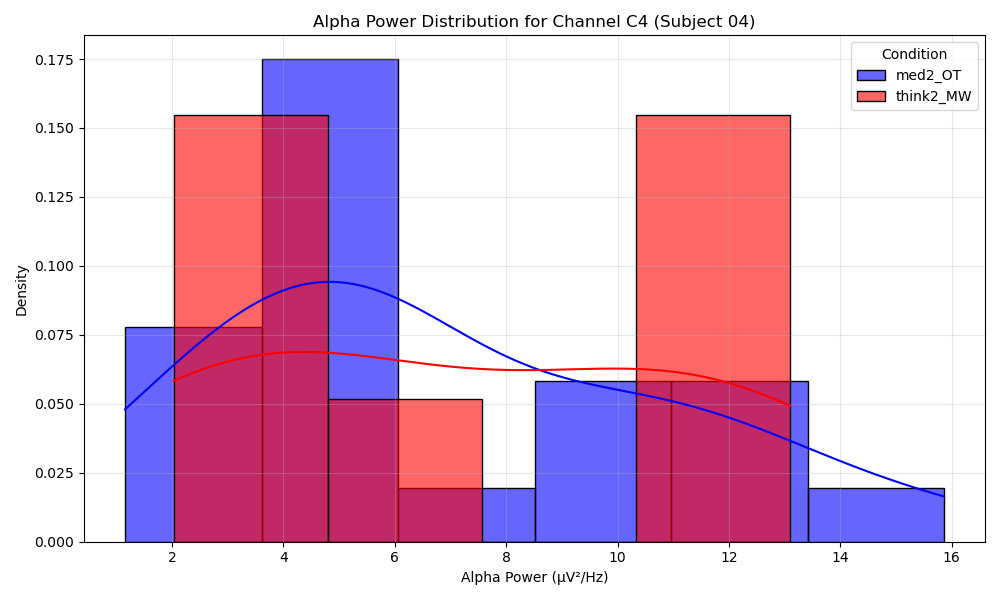 Alpha Power Distribution for Channel C4 (Subject 04)
Condition
med2_OT
think2_MW
Density
0.175
0.150
0.125
0.100
0.075
0.050
0.025
0.000
2 4 6 8 10 12 14 16
Alpha Power (µV²/Hz)